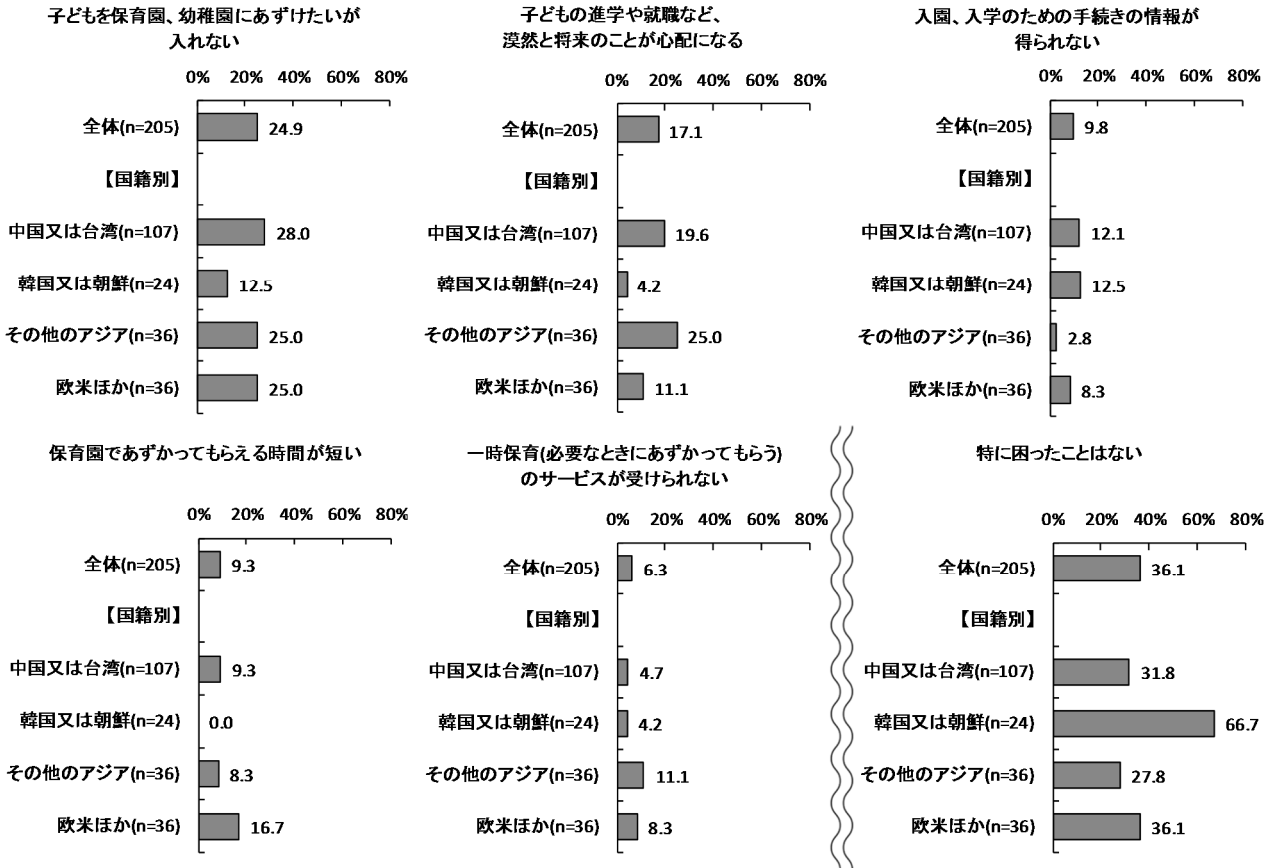 子どもを保育園、幼稚園にあずけたいが
入れない
0% 20% 40% 60% 80%
全体(n=205) 24.9
【国籍別】
中国又は台湾(n=107) 28.0
韓国又は朝鮮(n=24) 12.5
その他のアジア(n=36) 25.0
欧米ほか(n=36) 25.0
子どもの進学や就職など、
漠然と将来のことが心配になる
0% 20% 40% 60% 80%
全体(n=205) 17.1
【国籍別】
中国又は台湾(n=107) 19.6
韓国又は朝鮮(n=24) 4.2
その他のアジア(n=36) 25.0
欧米ほか(n=36) 11.1
入園、入学のための手続きの情報が
得られない
0% 20% 40% 60% 80%
全体(n=205) 9.8
【国籍別】
中国又は台湾(n=107) 12.1
韓国又は朝鮮(n=24) 12.5
その他のアジア(n=36) 2.8
欧米ほか(n=36) 8.3
保育園であずかってもらえる時間が短い
0% 20% 40% 60% 80%
全体(n=205) 9.3
【国籍別】
中国又は台湾(n=107) 9.3
韓国又は朝鮮(n=24) 0.0
その他のアジア(n=36) 8.3
欧米ほか(n=36) 16.7
一時保育(必要なときにあずかってもらう)
のサービスが受けられない
0% 20% 40% 60% 80%
全体(n=205) 6.3
【国籍別】
中国又は台湾(n=107) 4.7
韓国又は朝鮮(n=24) 4.2
その他のアジア(n=36) 11.1
欧米ほか(n=36) 8.3
特に困ったことはない
0% 20% 40% 60% 80%
全体(n=205) 36.1
【国籍別】
中国又は台湾(n=107) 31.8
韓国又は朝鮮(n=24) 66.7
その他のアジア(n=36) 27.8
欧米ほか(n=36) 36.1